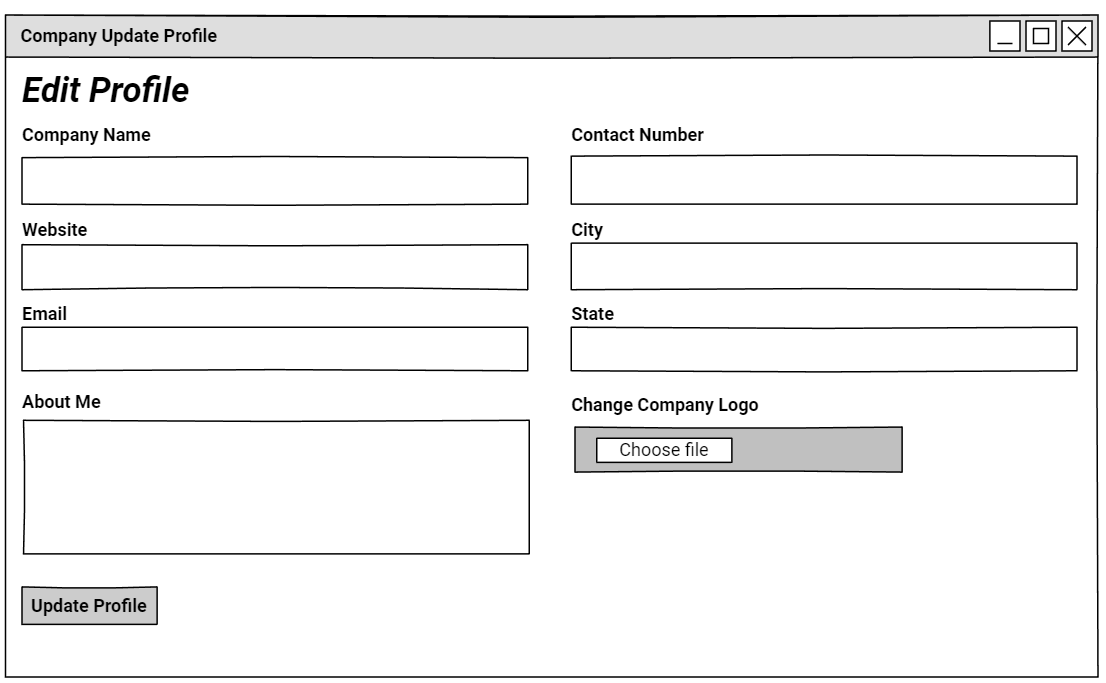 Company Update Profile
Edit Profile
Company Name
Contact Number
Website
City
Email
State
About Me
Change Company Logo
Choose file
Update Profile